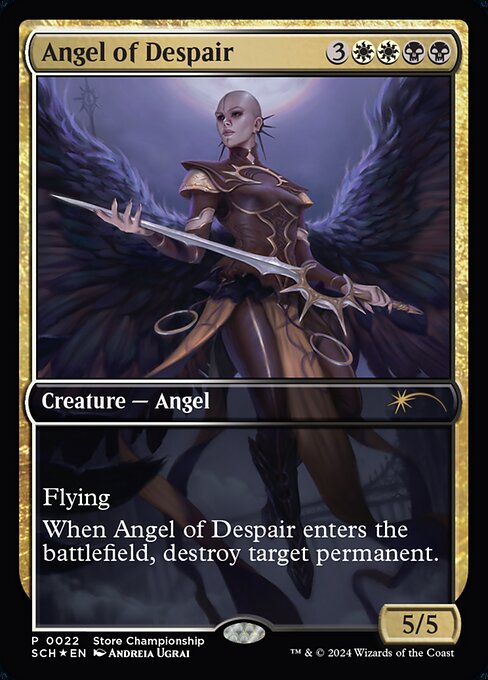 Angel of Despair 3
Creature — Angel
Flying
When Angel of Despair enters the
battlefield, destroy target permanent.
5/5
P 0022 Store Championship
SCH★EN Andreia Ugrai
™ & © 2024 Wizards of the Coast